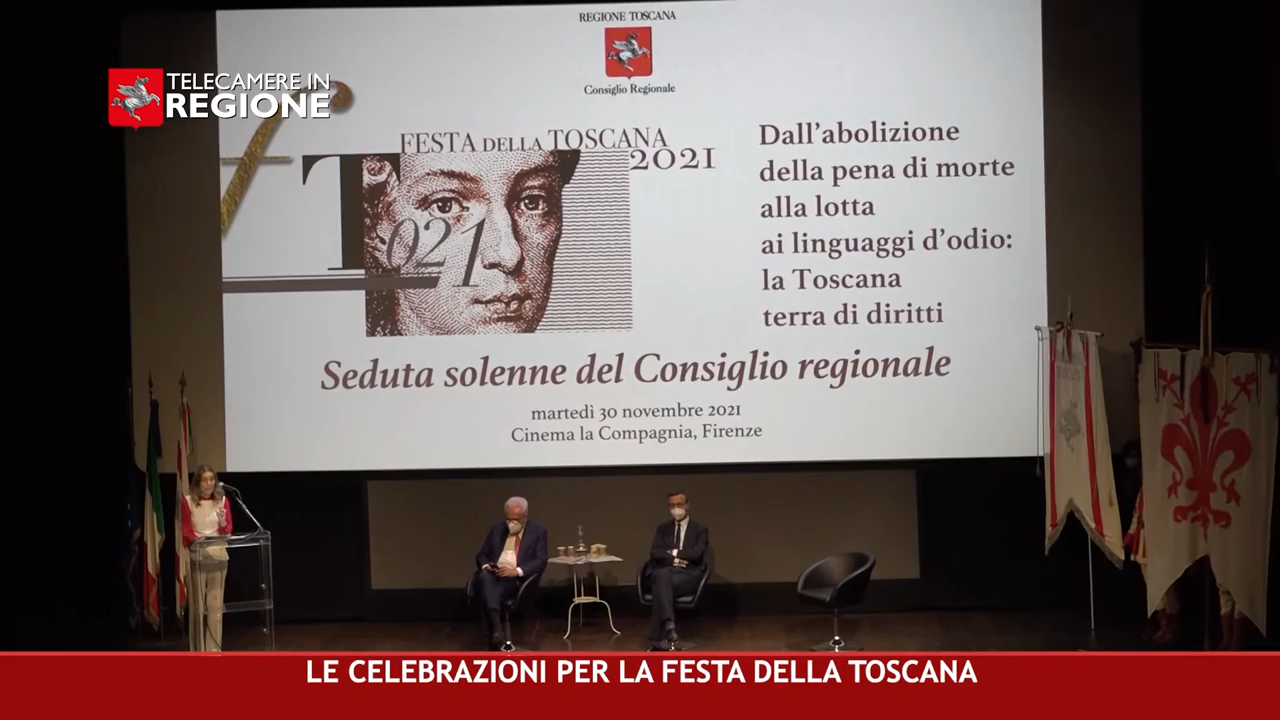 REGIONE TOSCANA
Consiglio Regionale
TELECAMERE IN
REGIONE
f
FESTA DELLA TOSCANA
2021
T
2021
Dall'abolizione
della pena di morte
alla lotta
ai linguaggi d'odio:
la Toscana
terra di diritti
Seduta solenne del Consiglio regionale
martedì 30 novembre 2021
Cinema la Compagnia, Firenze
LE CELEBRAZIONI PER LA FESTA DELLA TOSCANA